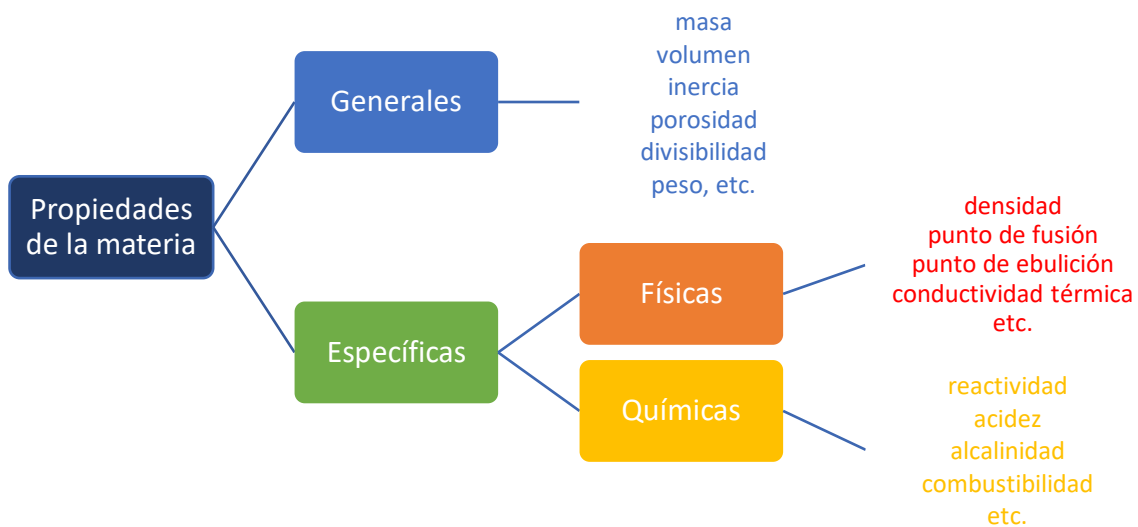 Propiedades
de la materia
Generales
masa
volumen
inercia
porosidad
divisibilidad
peso, etc.
Específicas
Físicas
densidad
punto de fusión
punto de ebulición
conductividad térmica
etc.
Químicas
reactividad
acidez
alcalinidad
combustibilidad
etc.